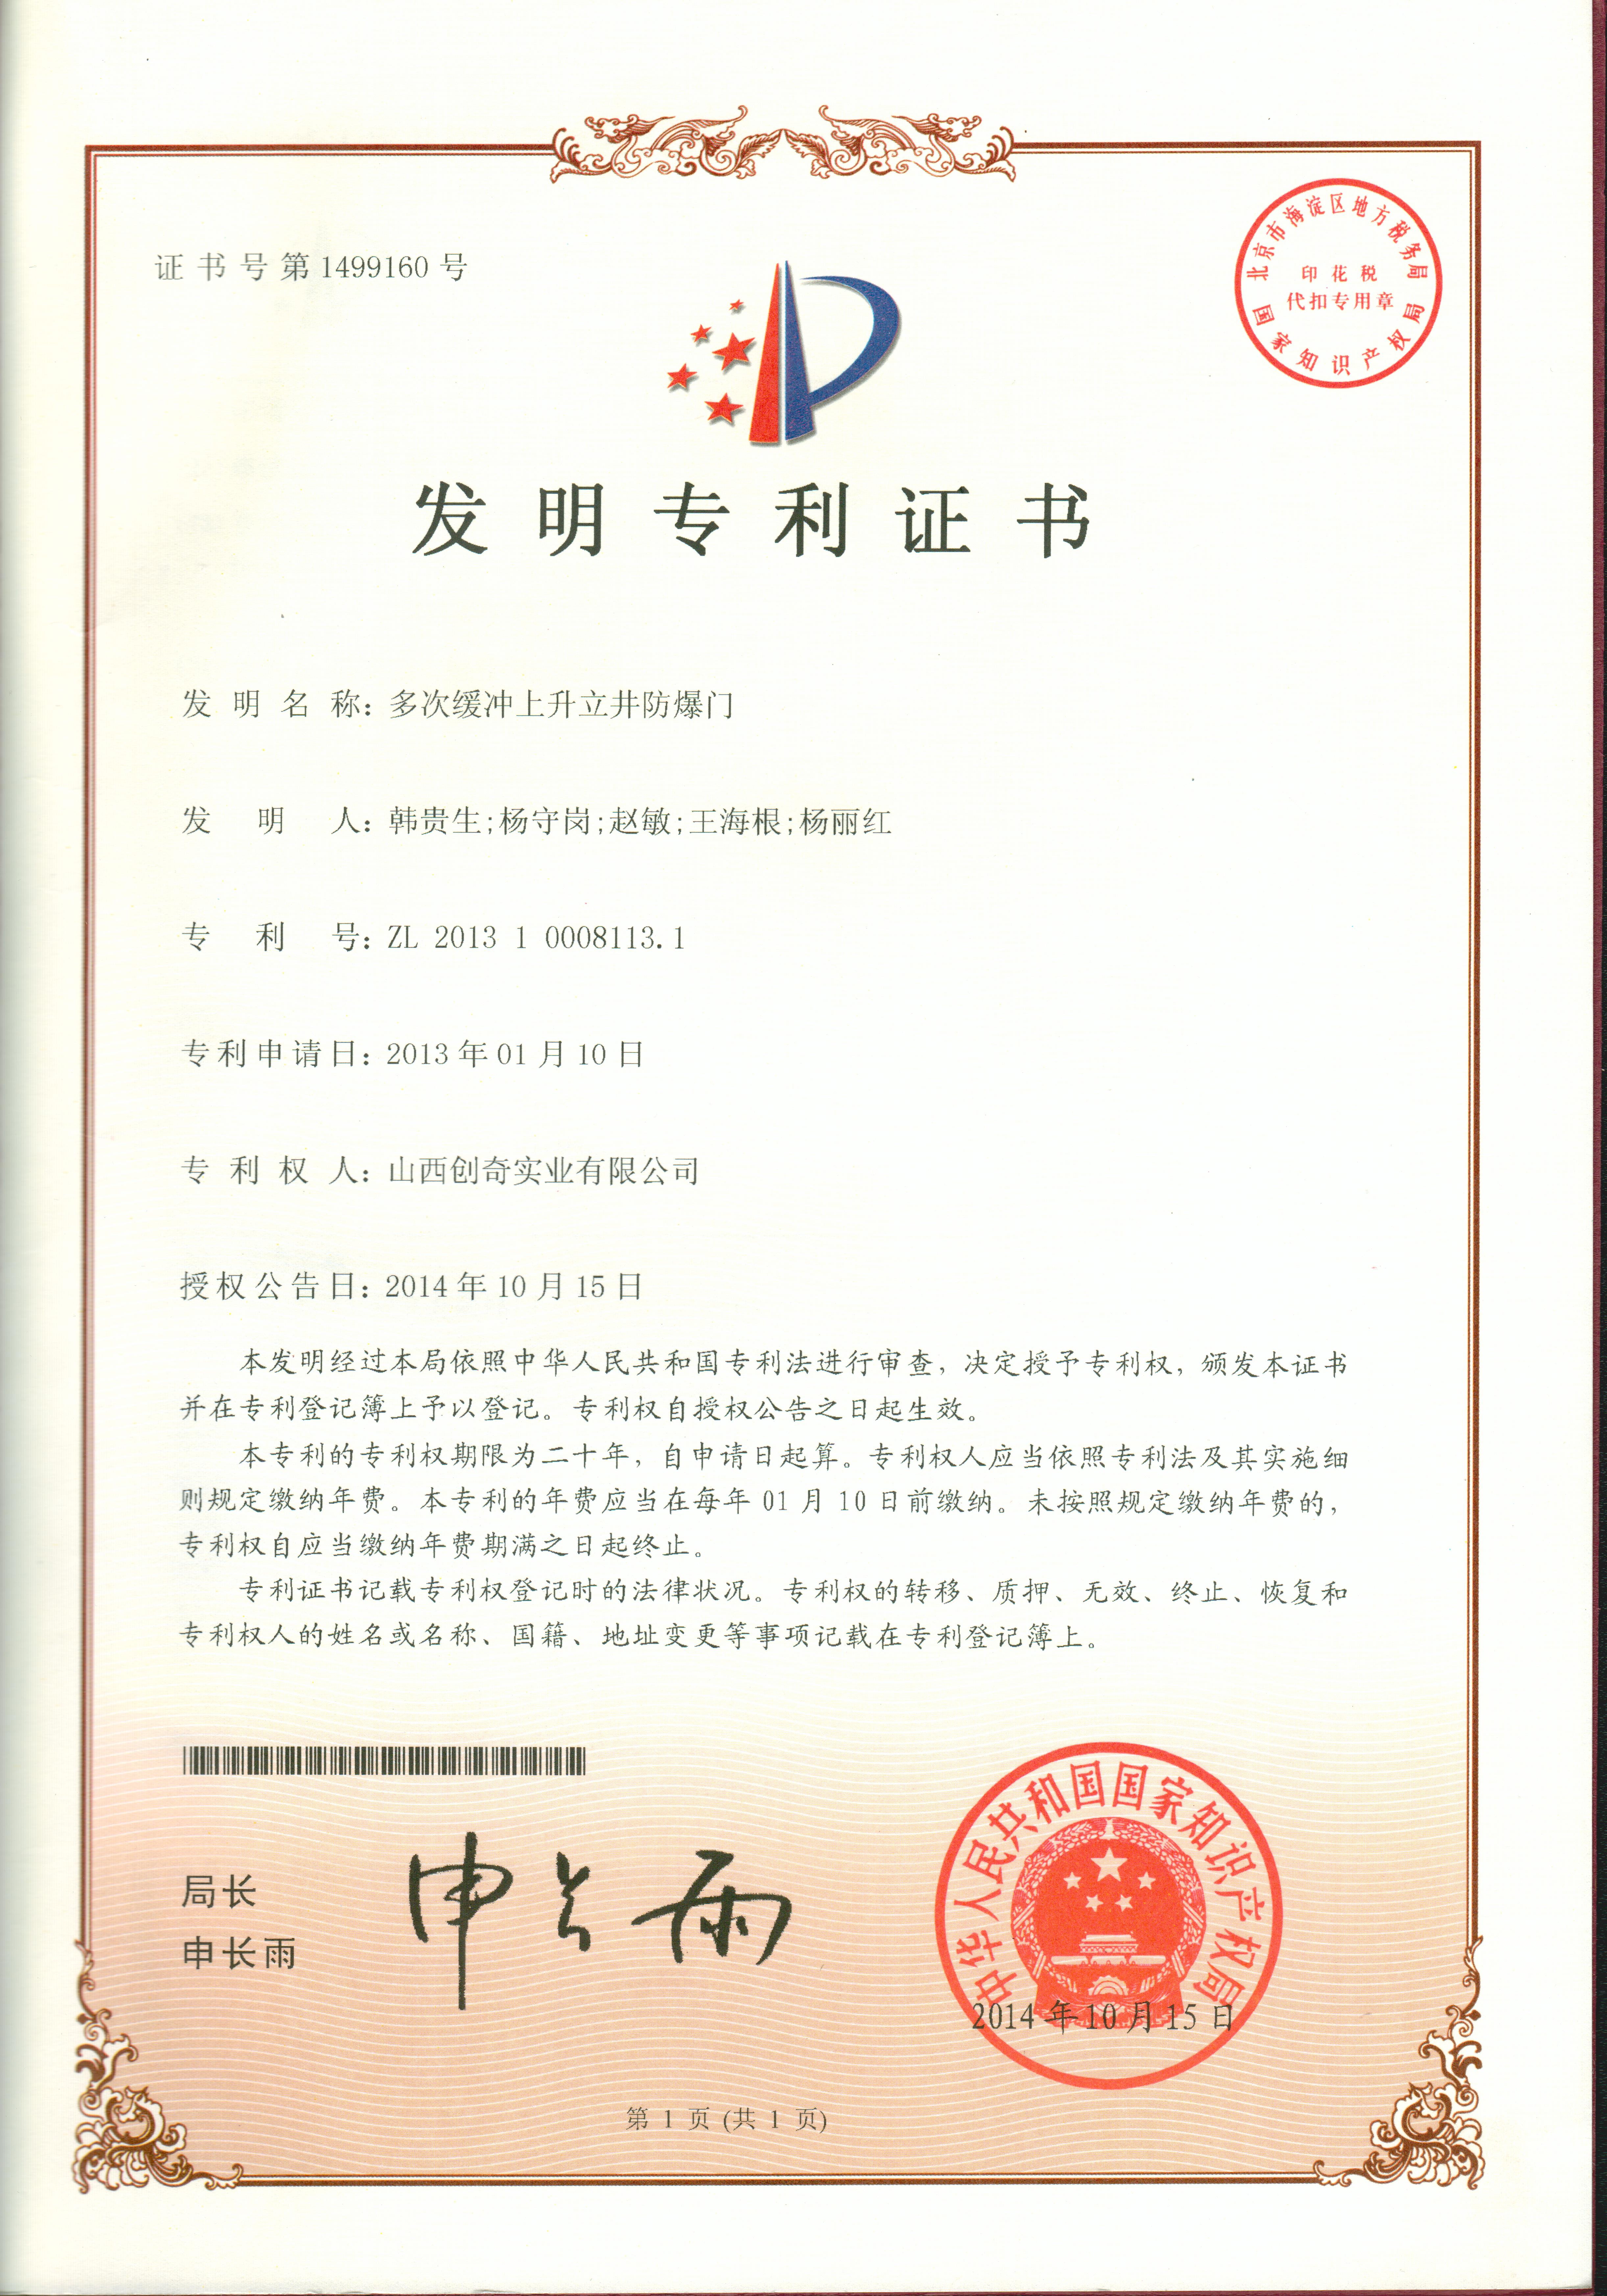 证书号第1499160号
北京市海淀区地方税务局
印花税
代扣专用章
国家知识产权局
发明专利证书
发明名称：多次缓冲上升立井防爆门
发明人：韩贵生;杨守岗;赵敏;王海根;杨丽红
专利号：ZL 2013 1 0008113.1
专利申请日：2013年01月10日
专利权人：山西创奇实业有限公司
授权公告日：2014年10月15日
本发明经过本局依照中华人民共和国专利法进行审查，决定授予专利权，颁发本证书
并在专利登记簿上予以登记。专利权自授权公告之日起生效。
本专利的专利权期限为二十年，自申请日起算。专利权人应当依照专利法及其实施细
则规定缴纳年费。本专利的年费应当在每年01月10日前缴纳。未按照规定缴纳年费的，
专利权自应当缴纳年费期满之日起终止。
专利证书记载专利权登记时的法律状况。专利权的转移、质押、无效、终止、恢复和
专利权人的姓名或名称、国籍、地址变更等事项记载在专利登记簿上。
局长
申长雨
申长雨
中华人民共和国国家知识产权局
2014年10月15日
第 1 页 (共 1 页)